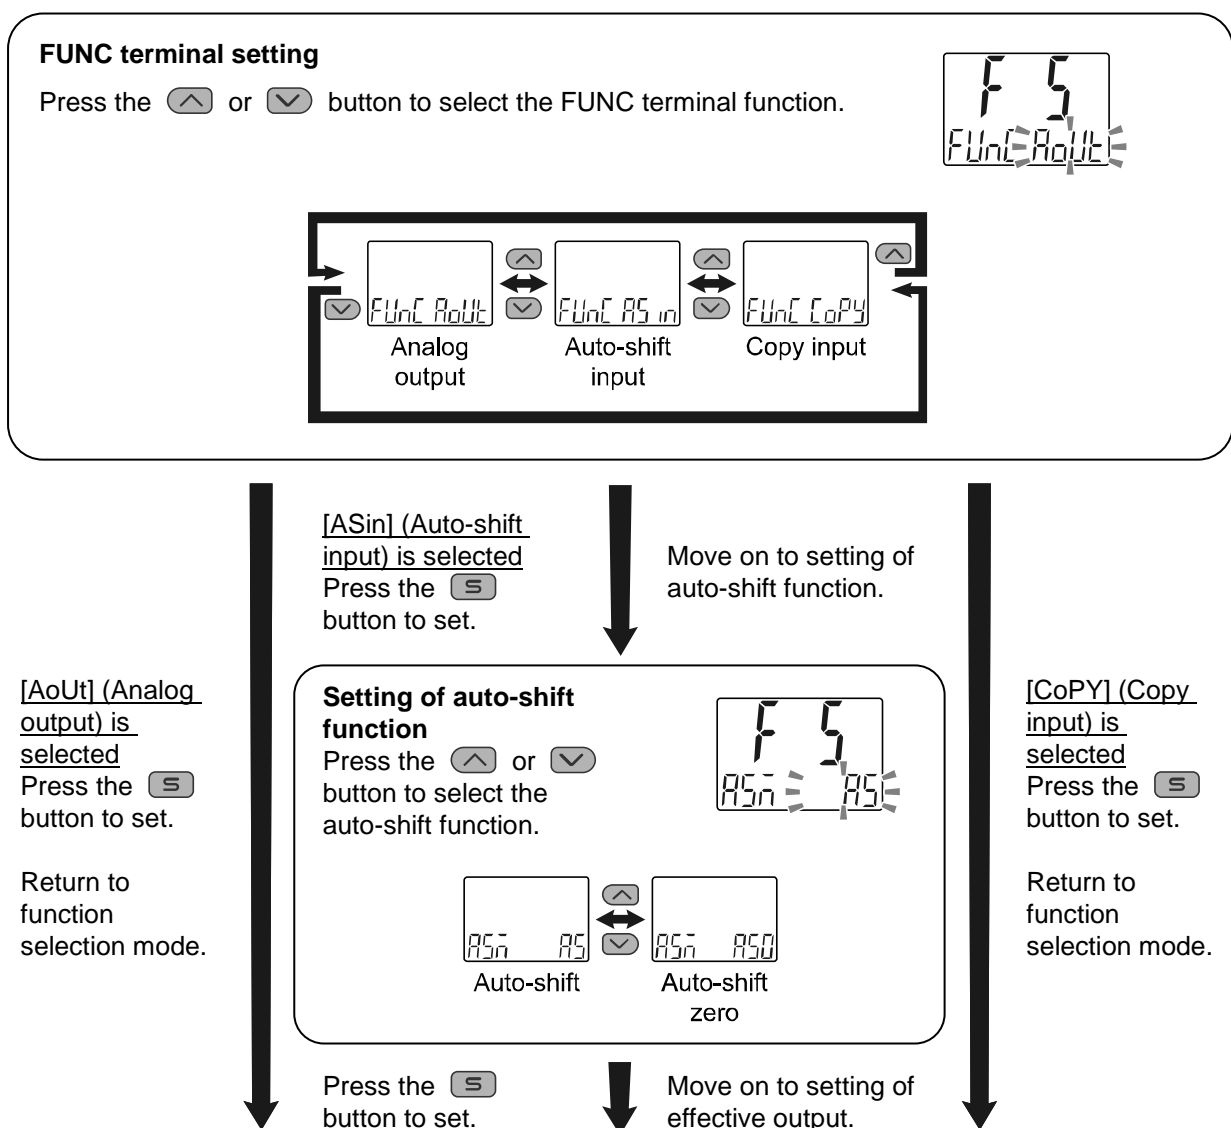 FUNC terminal setting
Press the or button to select the FUNC terminal function.
F 5
FUnC AoUt
FUnC AoUt
FUnC AS in
FUnC CoPY
Analog
output
Auto-shift
input
Copy input
[ASin] (Auto-shift
input) is selected
Press the S
button to set.
Move on to setting of
auto-shift function.
[AoUt] (Analog
output) is
selected
Press the S
button to set.
Return to
function
selection mode.
Setting of auto-shift
function
Press the or
button to select the
auto-shift function.
F 5
ASm AS
ASm AS
ASm AS0
Auto-shift
Auto-shift
zero
[CoPY] (Copy
input) is
selected
Press the S
button to set.
Return to
function
selection mode.
Press the S
button to set.
Move on to setting of
effective output.